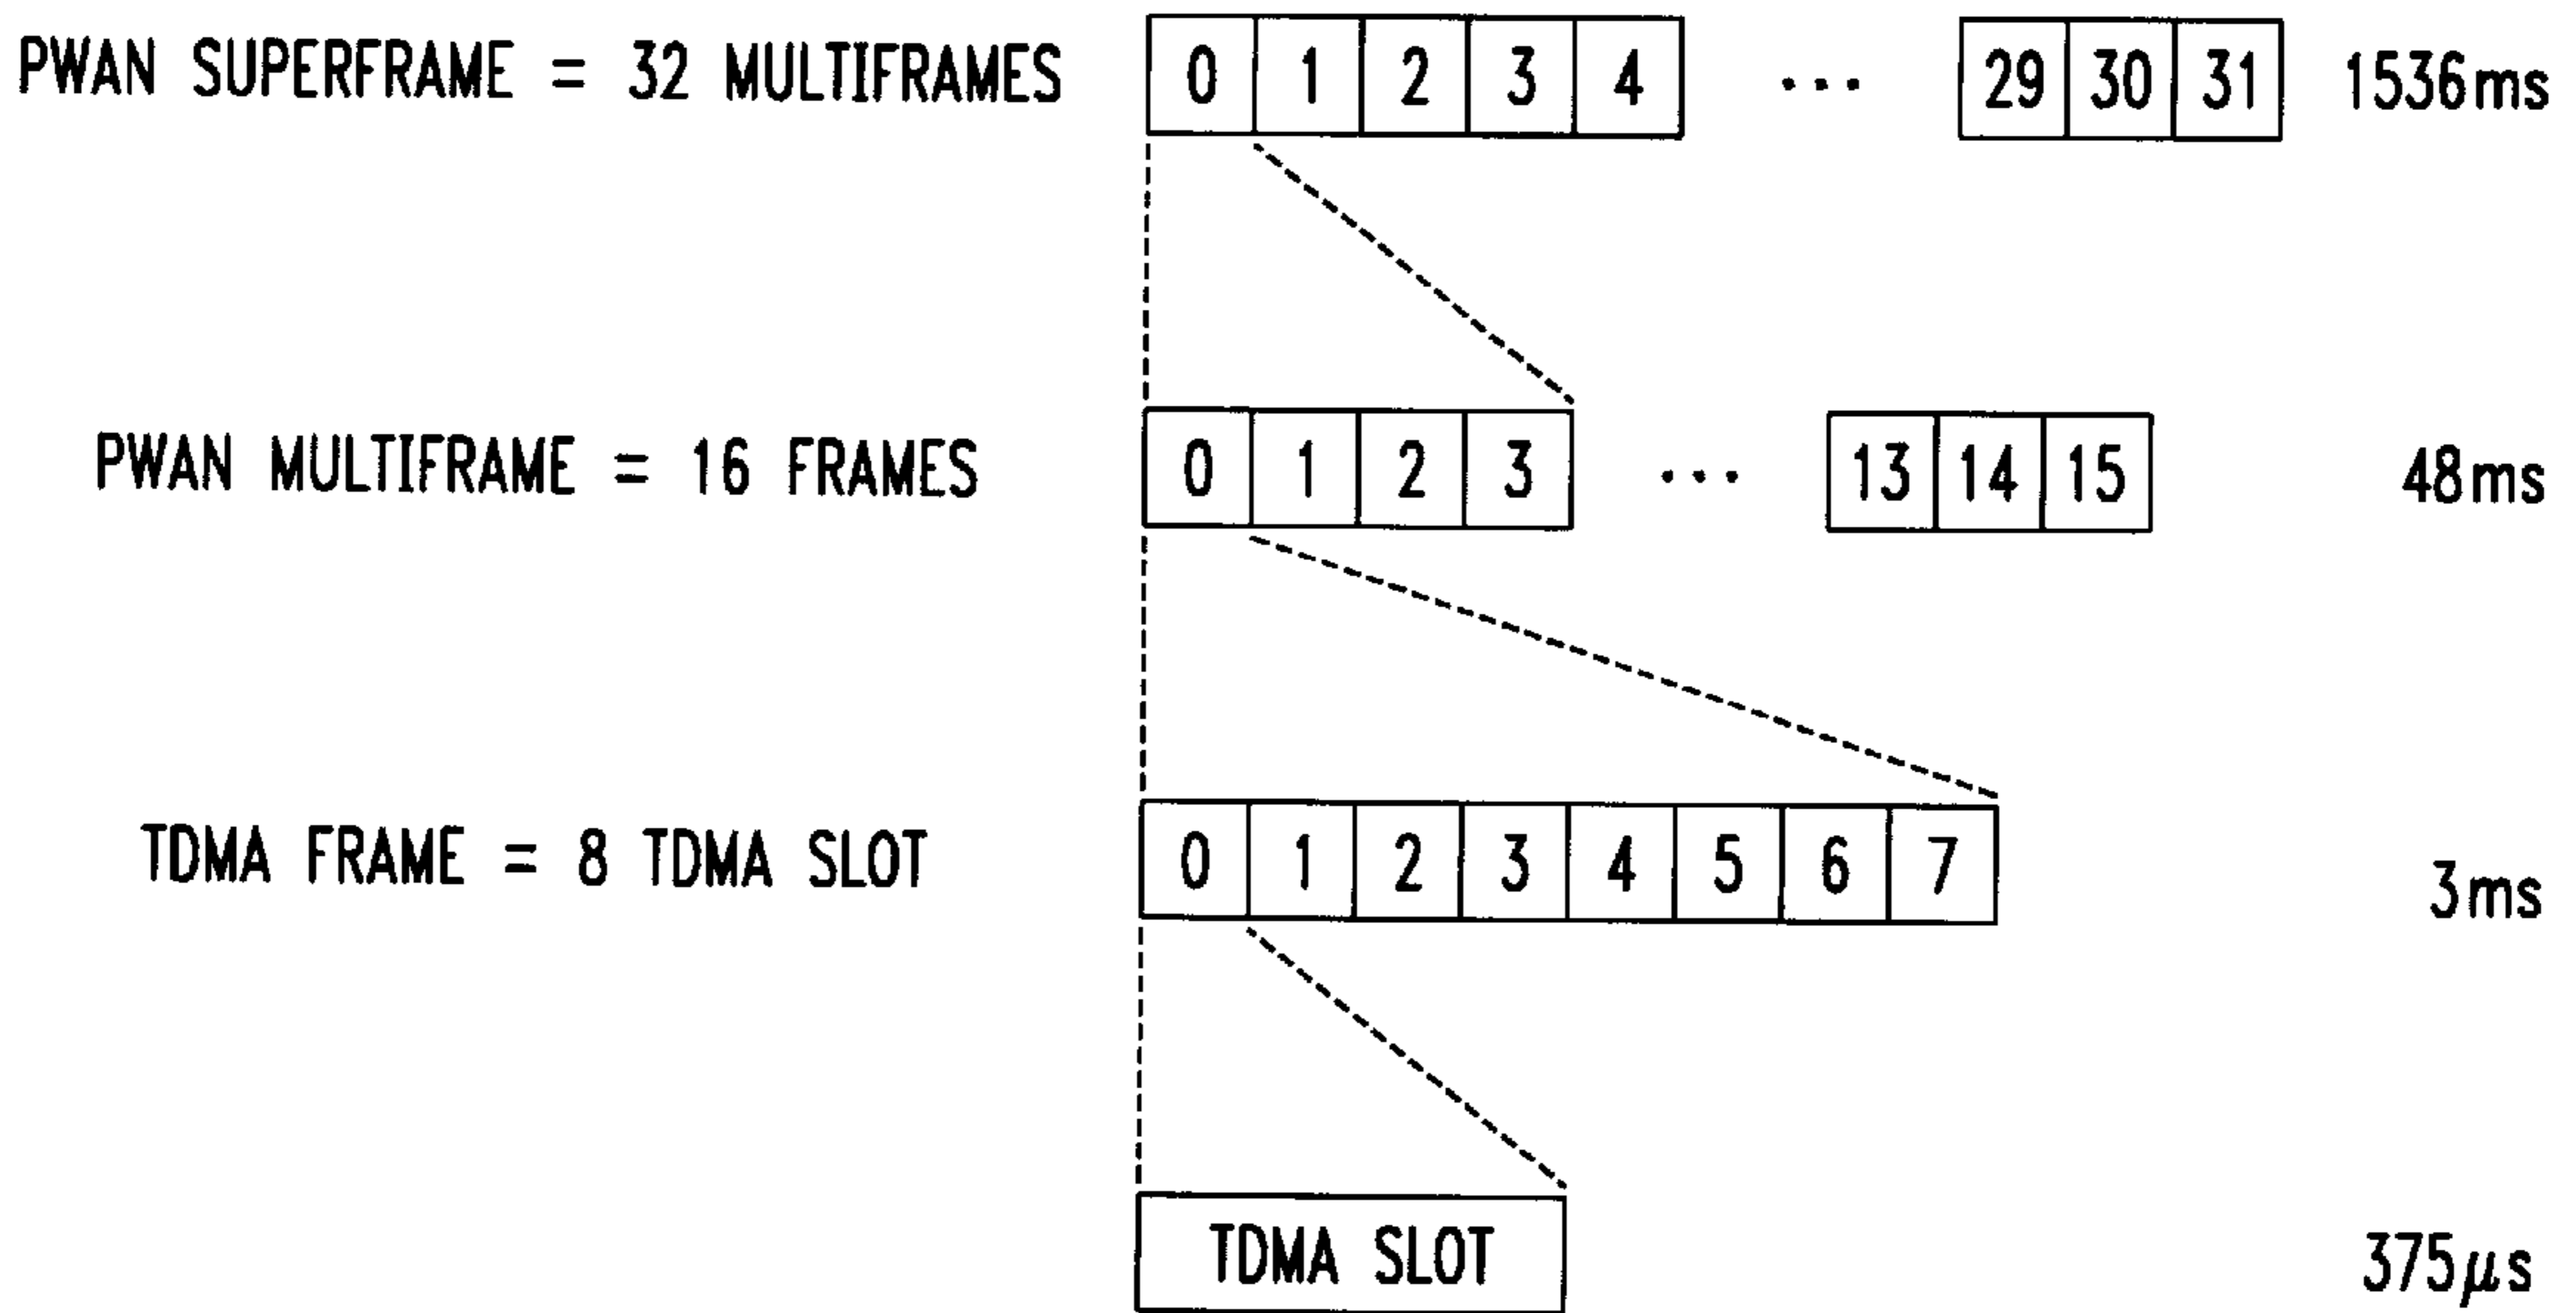 PWAN SUPERFRAME = 32 MULTIFRAMES 0 1 2 3 4 ... 29 30 31 1536ms
PWAN MULTIFRAME = 16 FRAMES 0 1 2 3 ... 13 14 15 48ms
TDMA FRAME = 8 TDMA SLOT 0 1 2 3 4 5 6 7 3ms
TDMA SLOT 375μs